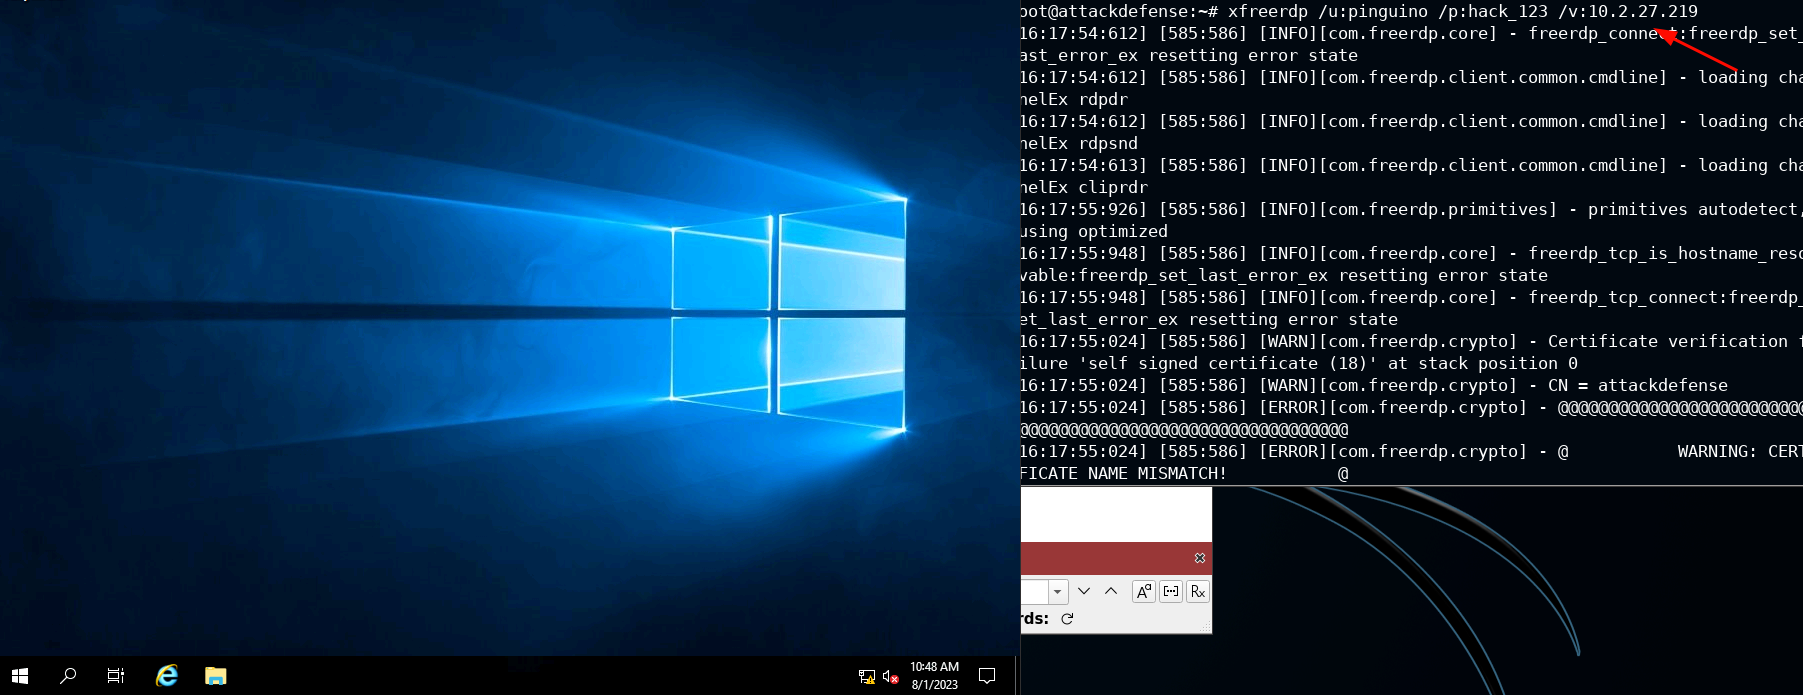 oot@attackdefense:~# xfreerdp /u:pinguino /p:hack_123 /v:10.2.27.219
16:17:54:612] [585:586] [INFO][com.freerdp.core] - freerdp_connect:freerdp_set_
ast_error_ex resetting error state
16:17:54:612] [585:586] [INFO][com.freerdp.client.common.cmdline] - loading cha
nelEx rdpdr
16:17:54:612] [585:586] [INFO][com.freerdp.client.common.cmdline] - loading cha
nelEx rdpsnd
16:17:54:613] [585:586] [INFO][com.freerdp.client.common.cmdline] - loading cha
nelEx cliprdr
16:17:55:926] [585:586] [INFO][com.freerdp.primitives] - primitives autodetect,
using optimized
16:17:55:948] [585:586] [INFO][com.freerdp.core] - freerdp_tcp_is_hostname_reso
vable:freerdp_set_last_error_ex resetting error state
16:17:55:948] [585:586] [INFO][com.freerdp.core] - freerdp_tcp_connect:freerdp_
et_last_error_ex resetting error state
16:17:55:024] [585:586] [WARN][com.freerdp.crypto] - Certificate verification f
ilure 'self signed certificate (18)' at stack position 0
16:17:55:024] [585:586] [WARN][com.freerdp.crypto] - CN = attackdefense
16:17:55:024] [585:586] [ERROR][com.freerdp.crypto] - @@@@@@@@@@@@@@@@@@@@@@@@@
@@@@@@@@@@@@@@@@@@@@@@@@@@@@@@@@@
16:17:55:024] [585:586] [ERROR][com.freerdp.crypto] - @           WARNING: CERT
FICATE NAME MISMATCH!           @
rds:
10:48 AM
8/1/2023